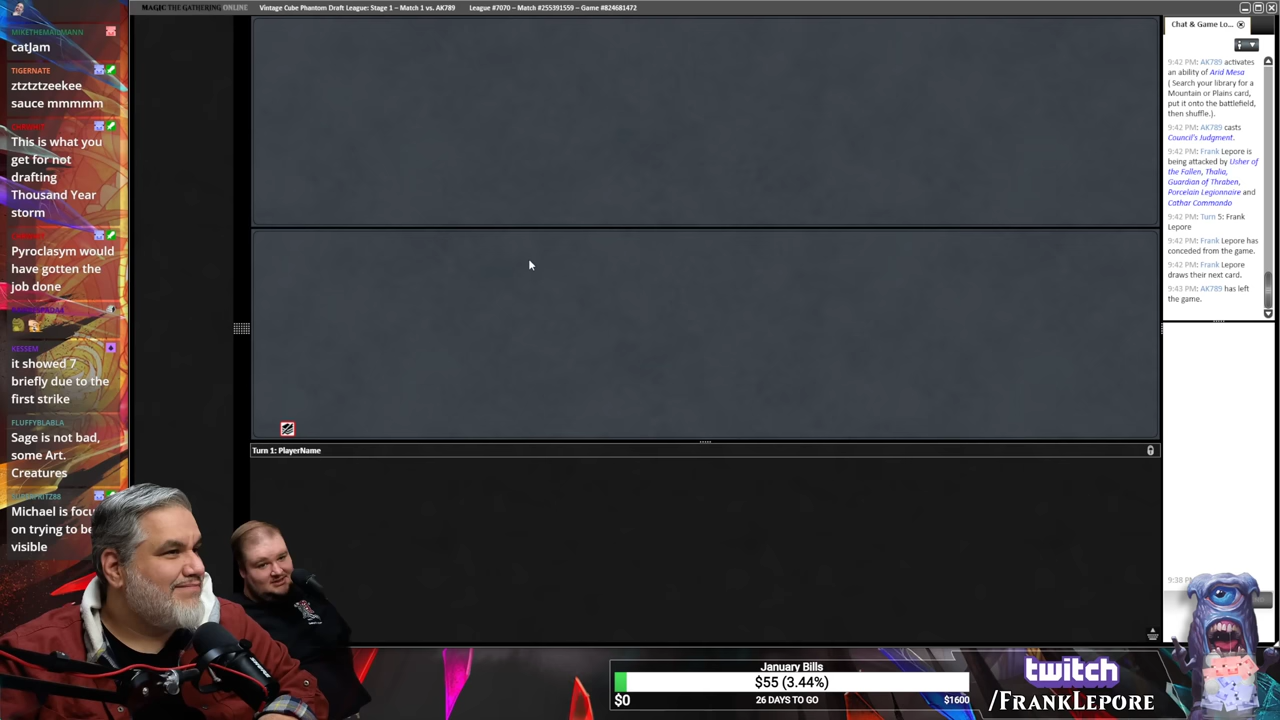 MAGIC THE GATHERING ONLINE
Vintage Cube Phantom Draft League: Stage 1 – Match 1 vs. AK789
League #7070 – Match #255391559 – Game #824681472
MIKETHEMAILMANN
catJam
TIGERNATE
ztztztzeekee
sauce mmmmm
This is what you
get for not
drafting
Thousand Year
storm
Pyroclasym would
have gotten the
job done
KESSEM
it showed 7
briefly due to the
first strike
FLUFFYBLABLA
Sage is not bad,
some Art.
Creatures
Michael is focu
on trying to be
visible
Turn 1: PlayerName
Chat & Game Lo...
9:42 PM: AK789 activates
an ability of Arid Mesa
( Search your library for a
Mountain or Plains card,
put it onto the battlefield,
then shuffle.).
9:42 PM: AK789 casts
Council's Judgment.
9:42 PM: Frank Lepore is
being attacked by Usher of
the Fallen, Thalia,
Guardian of Thraben,
Porcelain Legionnaire and
Cathar Commando
9:42 PM: Turn 5: Frank
Lepore
9:42 PM: Frank Lepore has
conceded from the game.
9:42 PM: Frank Lepore
draws their next card.
9:43 PM: AK789 has left
the game.
9:38 P
January Bills
$55 (3.44%)
$0
26 DAYS TO GO
$1600
twitch
/FRANKLEPORE